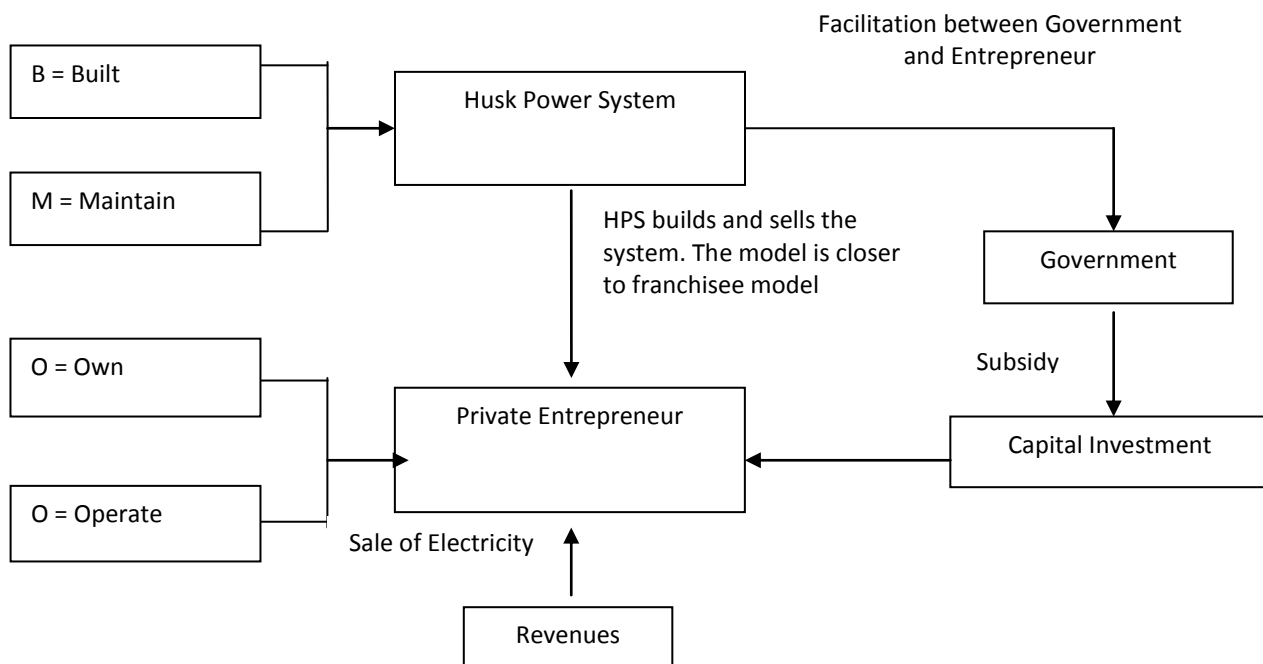 Facilitation between Government
and Entrepreneur
B = Built
Husk Power System
M = Maintain
HPS builds and sells the
system. The model is closer
to franchisee model
Government
O = Own
Subsidy
Private Entrepreneur
Capital Investment
O = Operate
Sale of Electricity
Revenues